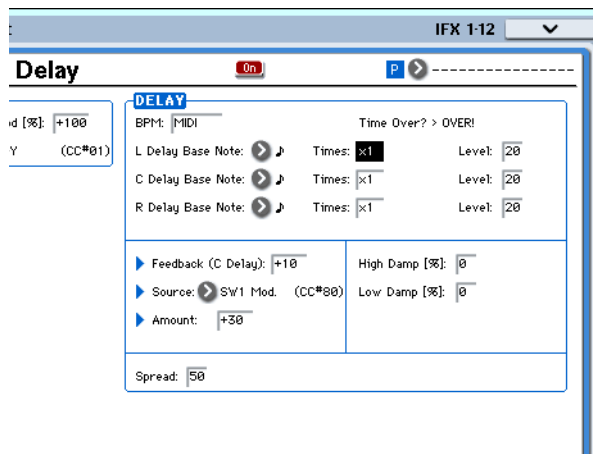 IFX 1-12
Delay On P ----------------
d [%]: +100
Y (CC#01)
DELAY
BPM: MIDI Time Over? > OVER!
L Delay Base Note: ♪ Times: x1 Level: 20
C Delay Base Note: ♪ Times: x1 Level: 20
R Delay Base Note: ♪ Times: x1 Level: 20
Feedback (C Delay): +10 High Damp [%]: 0
Source: SW1 Mod. (CC#80) Low Damp [%]: 0
Amount: +30
Spread: 50